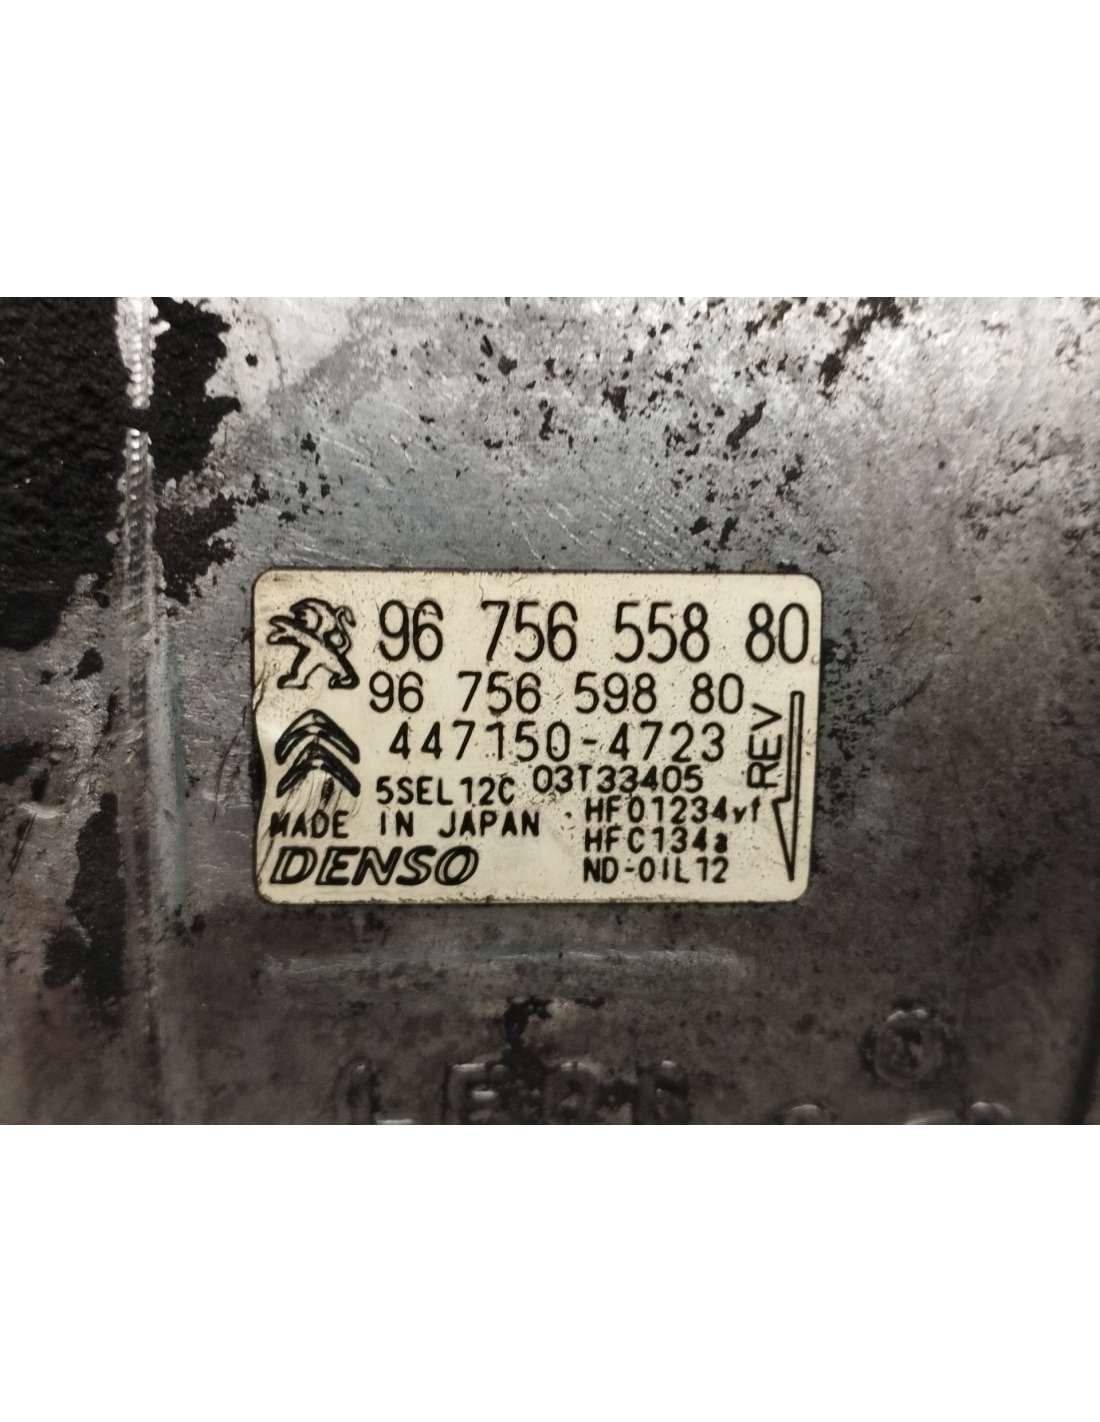 96 756 558 80
96 756 598 80
447150-4723
5SEL12C 03T33405
HFO1234yf
MADE IN JAPAN
HFC134a
DENSO
ND-OIL12
REV